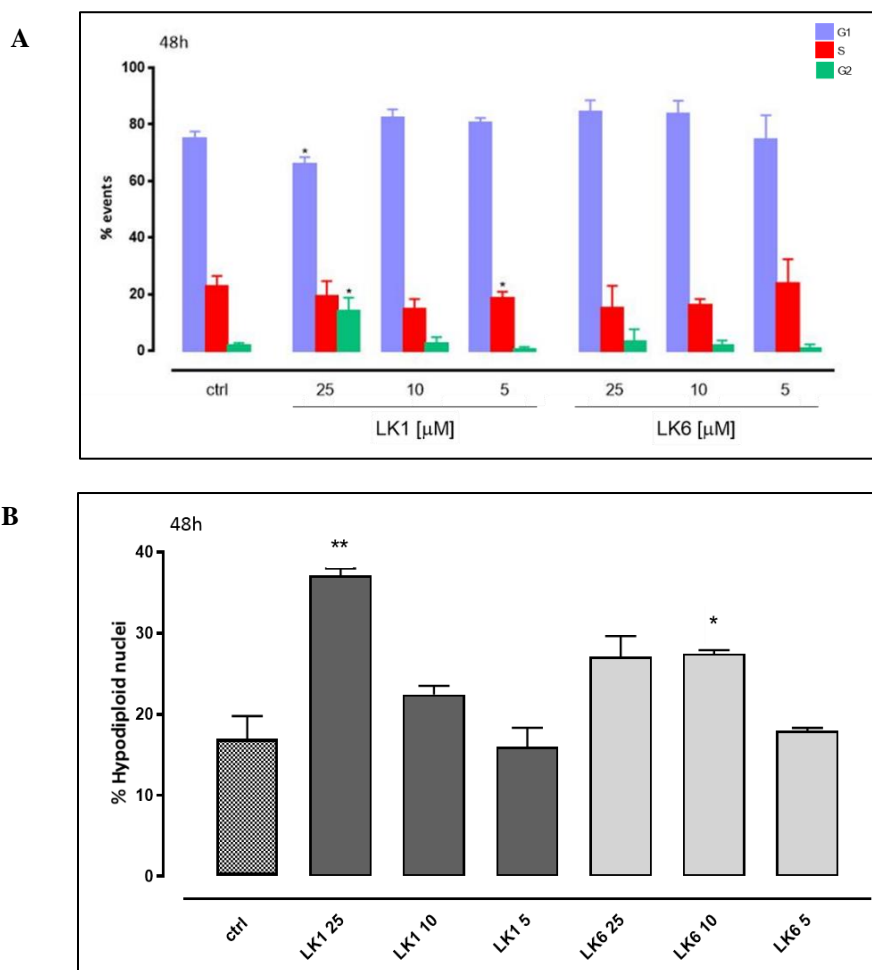 A
48h
G1
S
G2
100
80
60
40
20
0
% events
*
*
*
ctrl 25 10 5 25 10 5
LK1 [µM] LK6 [µM]
B
48h
40
30
20
10
0
% Hypodiploid nuclei
**
*
ctrl LK1 25 LK1 10 LK1 5 LK6 25 LK6 10 LK6 5